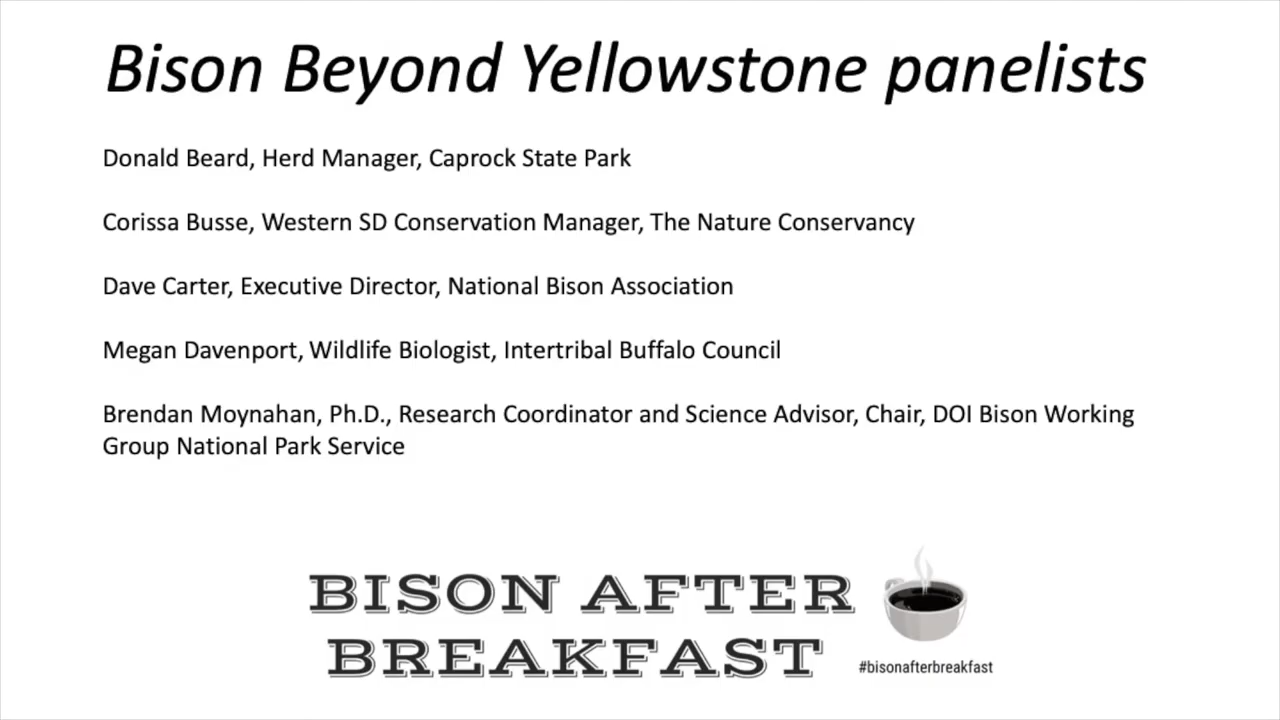 Bison Beyond Yellowstone panelists
Donald Beard, Herd Manager, Caprock State Park
Corissa Busse, Western SD Conservation Manager, The Nature Conservancy
Dave Carter, Executive Director, National Bison Association
Megan Davenport, Wildlife Biologist, Intertribal Buffalo Council
Brendan Moynahan, Ph.D., Research Coordinator and Science Advisor, Chair, DOI Bison Working
Group National Park Service
BISON AFTER
BREAKFAST
#bisonafterbreakfast